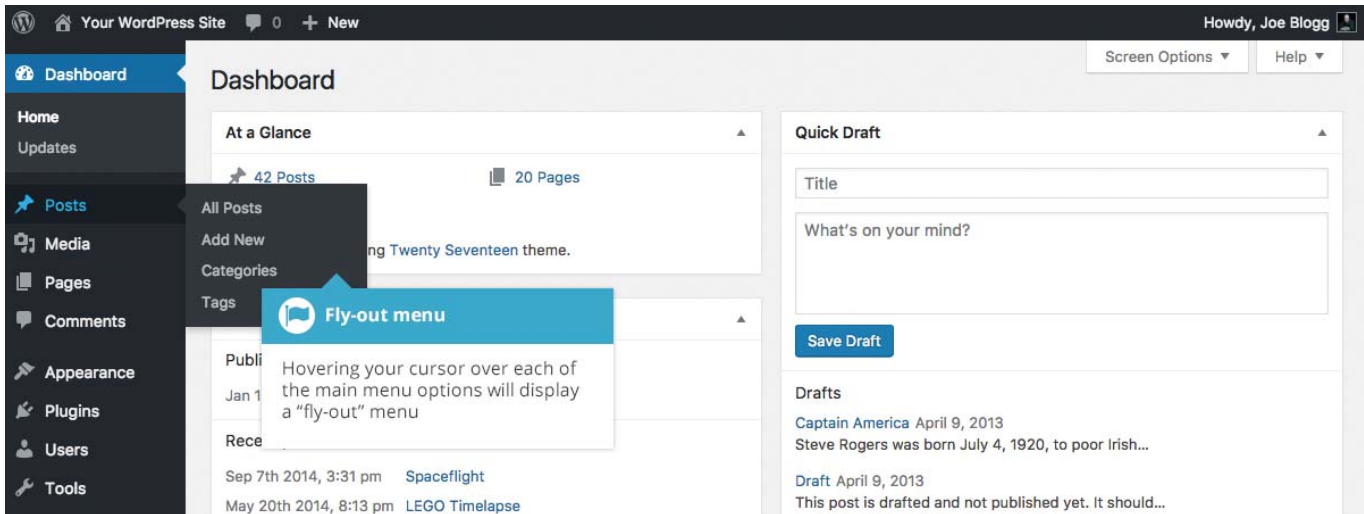 Your WordPress Site 0 + New Howdy, Joe Blogg
Screen Options Help
Dashboard
Home
Updates
Posts
Media
Pages
Comments
Appearance
Plugins
Users
Tools
All Posts
Add New
Categories
Tags
Dashboard
At a Glance
42 Posts 20 Pages
Twenty Seventeen theme.
Fly-out menu
Hovering your cursor over each of
the main menu options will display
a “fly-out” menu
Jan 1
Sep 7th 2014, 3:31 pm Spaceflight
May 20th 2014, 8:13 pm LEGO Timelapse
Quick Draft
Title
What's on your mind?
Save Draft
Drafts
Captain America April 9, 2013
Steve Rogers was born July 4, 1920, to poor Irish...
Draft April 9, 2013
This post is drafted and not published yet. It should...